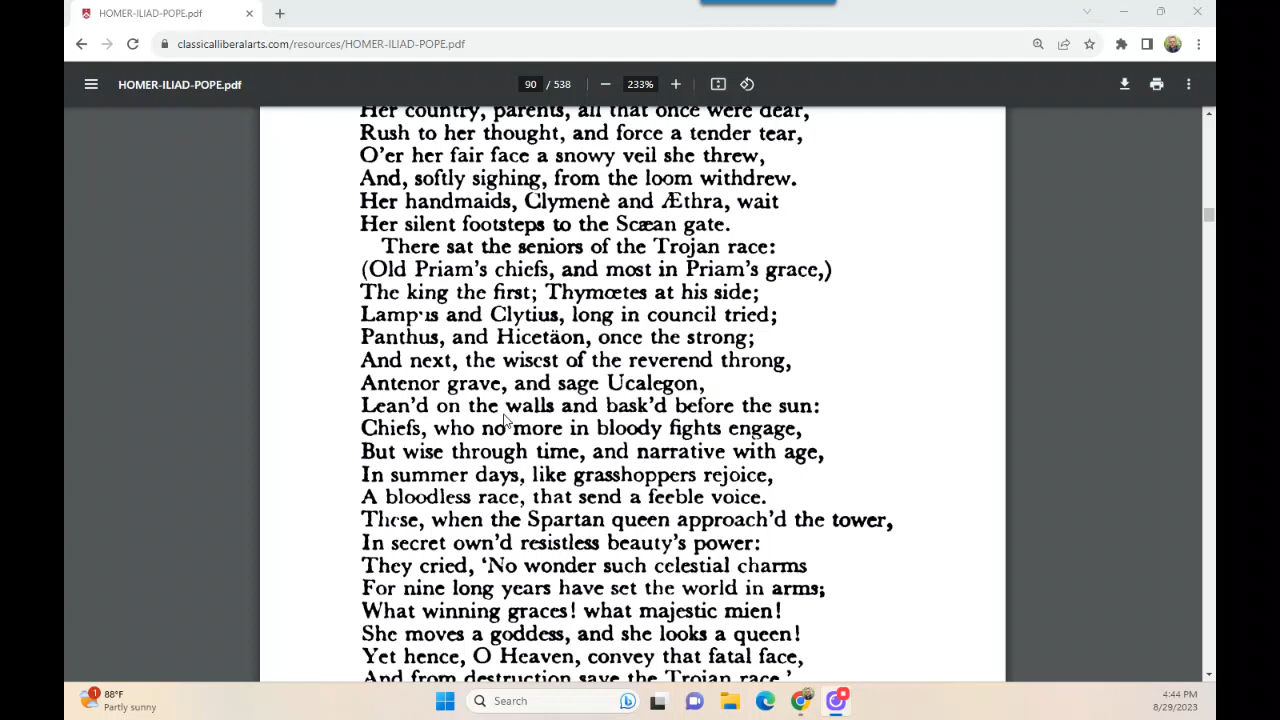 HOMER-ILIAD-POPE.pdf
classicalliberalarts.com/resources/HOMER-ILIAD-POPE.pdf
HOMER-ILIAD-POPE.pdf
90 / 538
233%
Her country, parents, all that once were dear,
Rush to her thought, and force a tender tear,
O'er her fair face a snowy veil she threw,
And, softly sighing, from the loom withdrew.
Her handmaids, Clymenè and Æthra, wait
Her silent footsteps to the Scæan gate.
There sat the seniors of the Trojan race:
(Old Priam's chiefs, and most in Priam's grace,)
The king the first; Thymœtes at his side;
Lampus and Clytius, long in council tried;
Panthus, and Hicetäon, once the strong;
And next, the wisest of the reverend throng,
Antenor grave, and sage Ucalegon,
Lean'd on the walls and bask'd before the sun:
Chiefs, who no more in bloody fights engage,
But wise through time, and narrative with age,
In summer days, like grasshoppers rejoice,
A bloodless race, that send a feeble voice.
These, when the Spartan queen approach'd the tower,
In secret own'd resistless beauty's power:
They cried, 'No wonder such celestial charms
For nine long years have set the world in arms;
What winning graces! what majestic mien!
She moves a goddess, and she looks a queen!
Yet hence, O Heaven, convey that fatal face,
And from destruction save the Trojan race.'
1
88°F
Partly sunny
Search
4:44 PM
8/29/2023